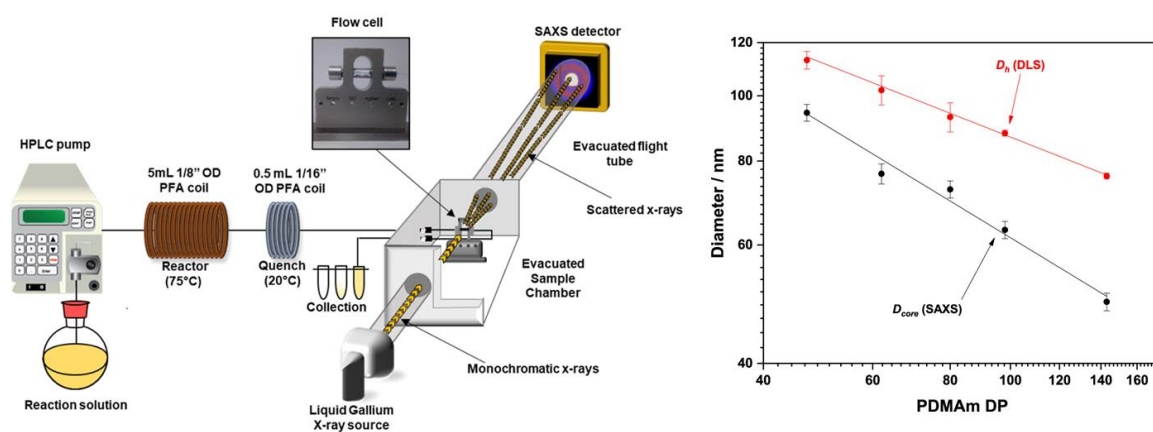 Flow cell
SAXS detector
HPLC pump
5mL 1/8” OD
PFA coil
0.5 mL 1/16”
OD PFA coil
Evacuated flight
tube
Scattered x-rays
Reactor
(75°C)
Quench
(20°C)
Collection
Evacuated
Sample
Chamber
Monochromatic x-rays
Reaction solution
Liquid Gallium
X-ray source
Diameter / nm
120
100
80
60
40
Dh (DLS)
Dcore (SAXS)
40
60
80
100
120
140
160
PDMAm DP